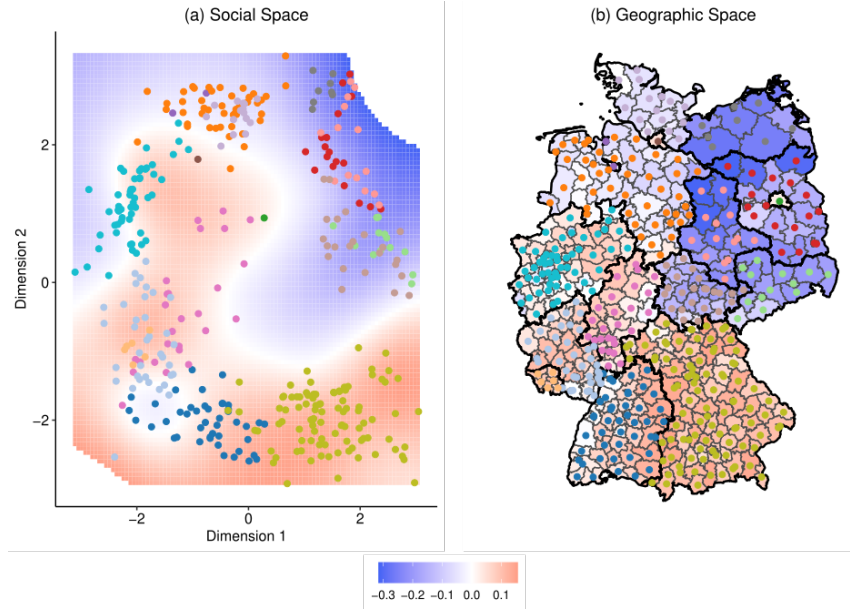 (a) Social Space
(b) Geographic Space
2
0
−2
Dimension 2
−2 0 2
Dimension 1
−0.3 −0.2 −0.1 0.0 0.1